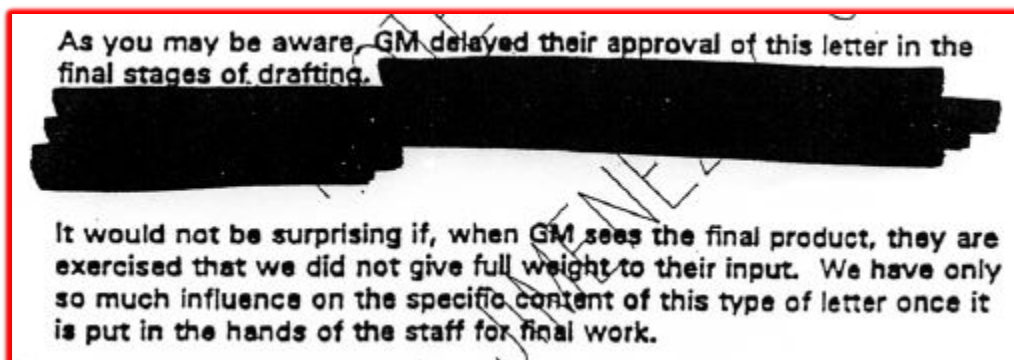 As you may be aware, GM delayed their approval of this letter in the
final stages of drafting.
It would not be surprising if, when GM sees the final product, they are
exercised that we did not give full weight to their input.  We have only
so much influence on the specific content of this type of letter once it
is put in the hands of the staff for final work.